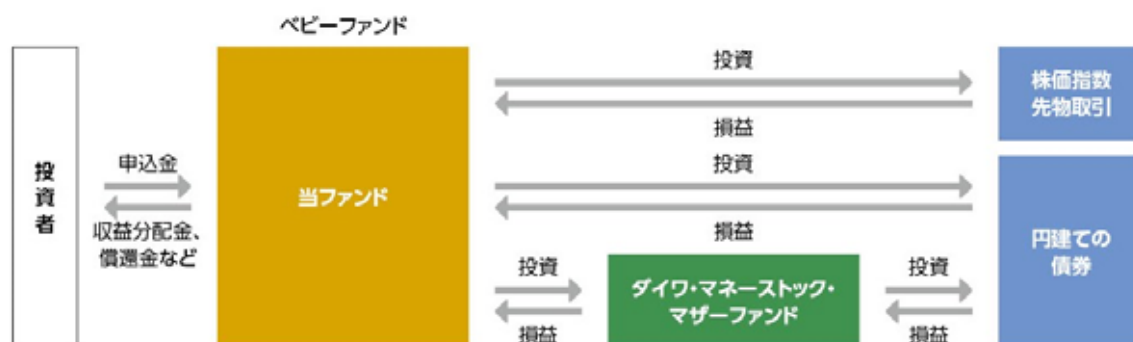 ベビーファンド
投資者
申込金
収益分配金、
償還金など
当ファンド
投資
損益
株価指数
先物取引
投資
損益
円建ての
債券
投資
損益
ダイワ・マネーストック・
マザーファンド
投資
損益